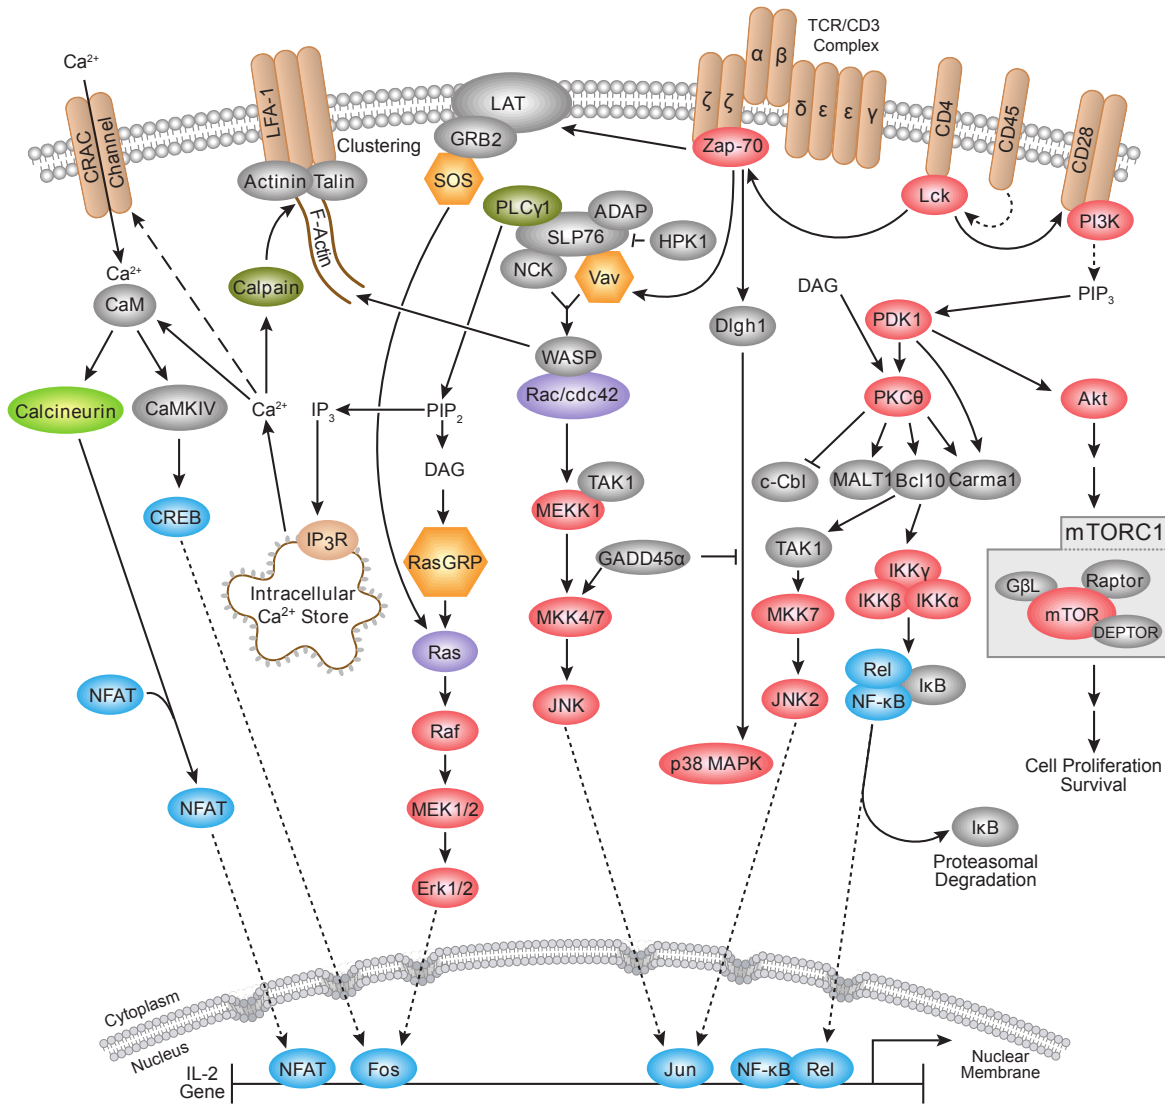 TCR/CD3
Complex
Ca²⁺
α β
LAT
ζ ζ
δ ε ε γ
CD4
CD45
CD28
LFA-1
CRAC
Channel
Clustering
GRB2
Zap-70
Actinin Talin
SOS
Lck
PLCγ1
ADAP
PI3K
F-Actin
SLP76
HPK1
NCK
Vav
Ca²⁺
Calpain
DAG
PIP₃
CaM
PDK1
Dlgh1
WASP
Rac/cdc42
PKCθ
Akt
Calcineurin
CaMKIV
Ca²⁺
IP₃
PIP₂
DAG
c-Cbl
MALT1 Bcl10 Carma1
TAK1
MEKK1
CREB
IP3R
TAK1
mTORC1
RasGRP
GADD45α
IKKγ
Intracellular
Ca²⁺ Store
IKKβ IKKα
GβL
Raptor
mTOR
DEPTOR
MKK4/7
MKK7
Ras
Rel
NF-κB
IκB
NFAT
JNK
JNK2
Raf
p38 MAPK
Cell Proliferation
Survival
NFAT
MEK1/2
IκB
Proteasomal
Degradation
Erk1/2
Cytoplasm
Nucleus
Nuclear
Membrane
IL-2
Gene
NFAT
Fos
Jun
NF-κB Rel